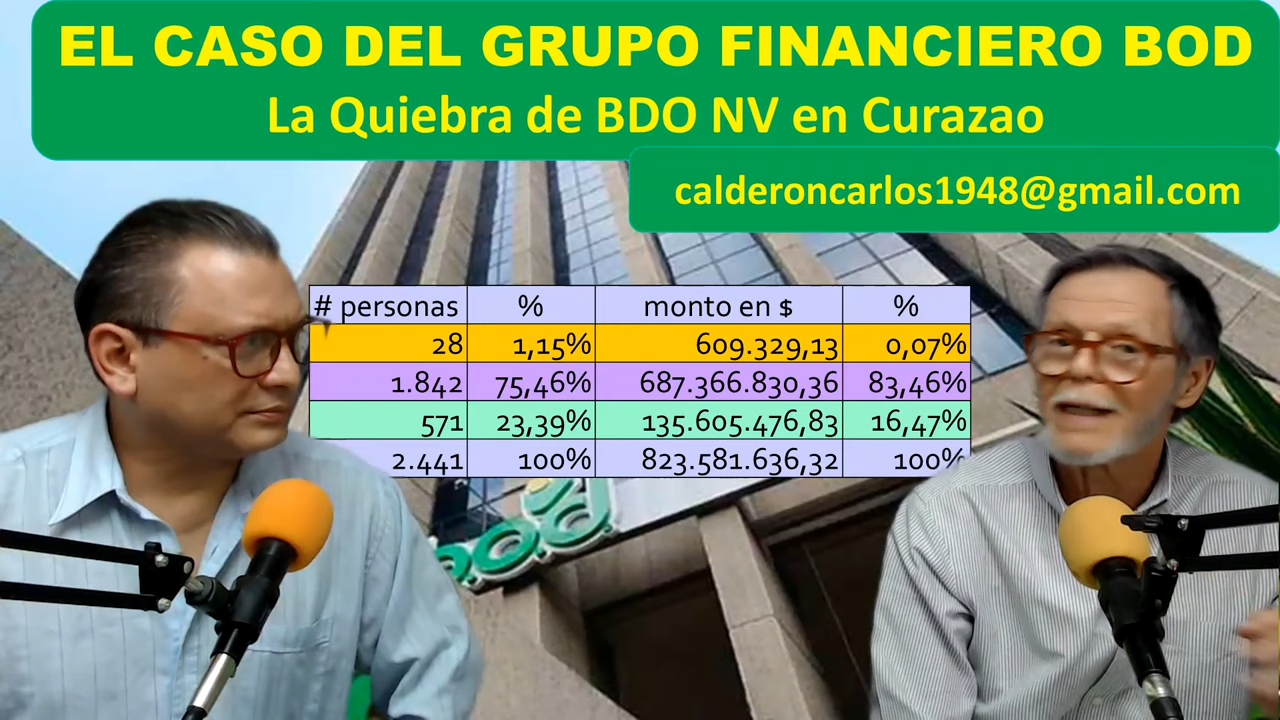 EL CASO DEL GRUPO FINANCIERO BOD
La Quiebra de BDO NV en Curazao
calderoncarlos1948@gmail.com
# personas % monto en $ %
28 1,15% 609.329,13 0,07%
1.842 75,46% 687.366.830,36 83,46%
571 23,39% 135.605.476,83 16,47%
2.441 100% 823.581.636,32 100%
b.o.d.